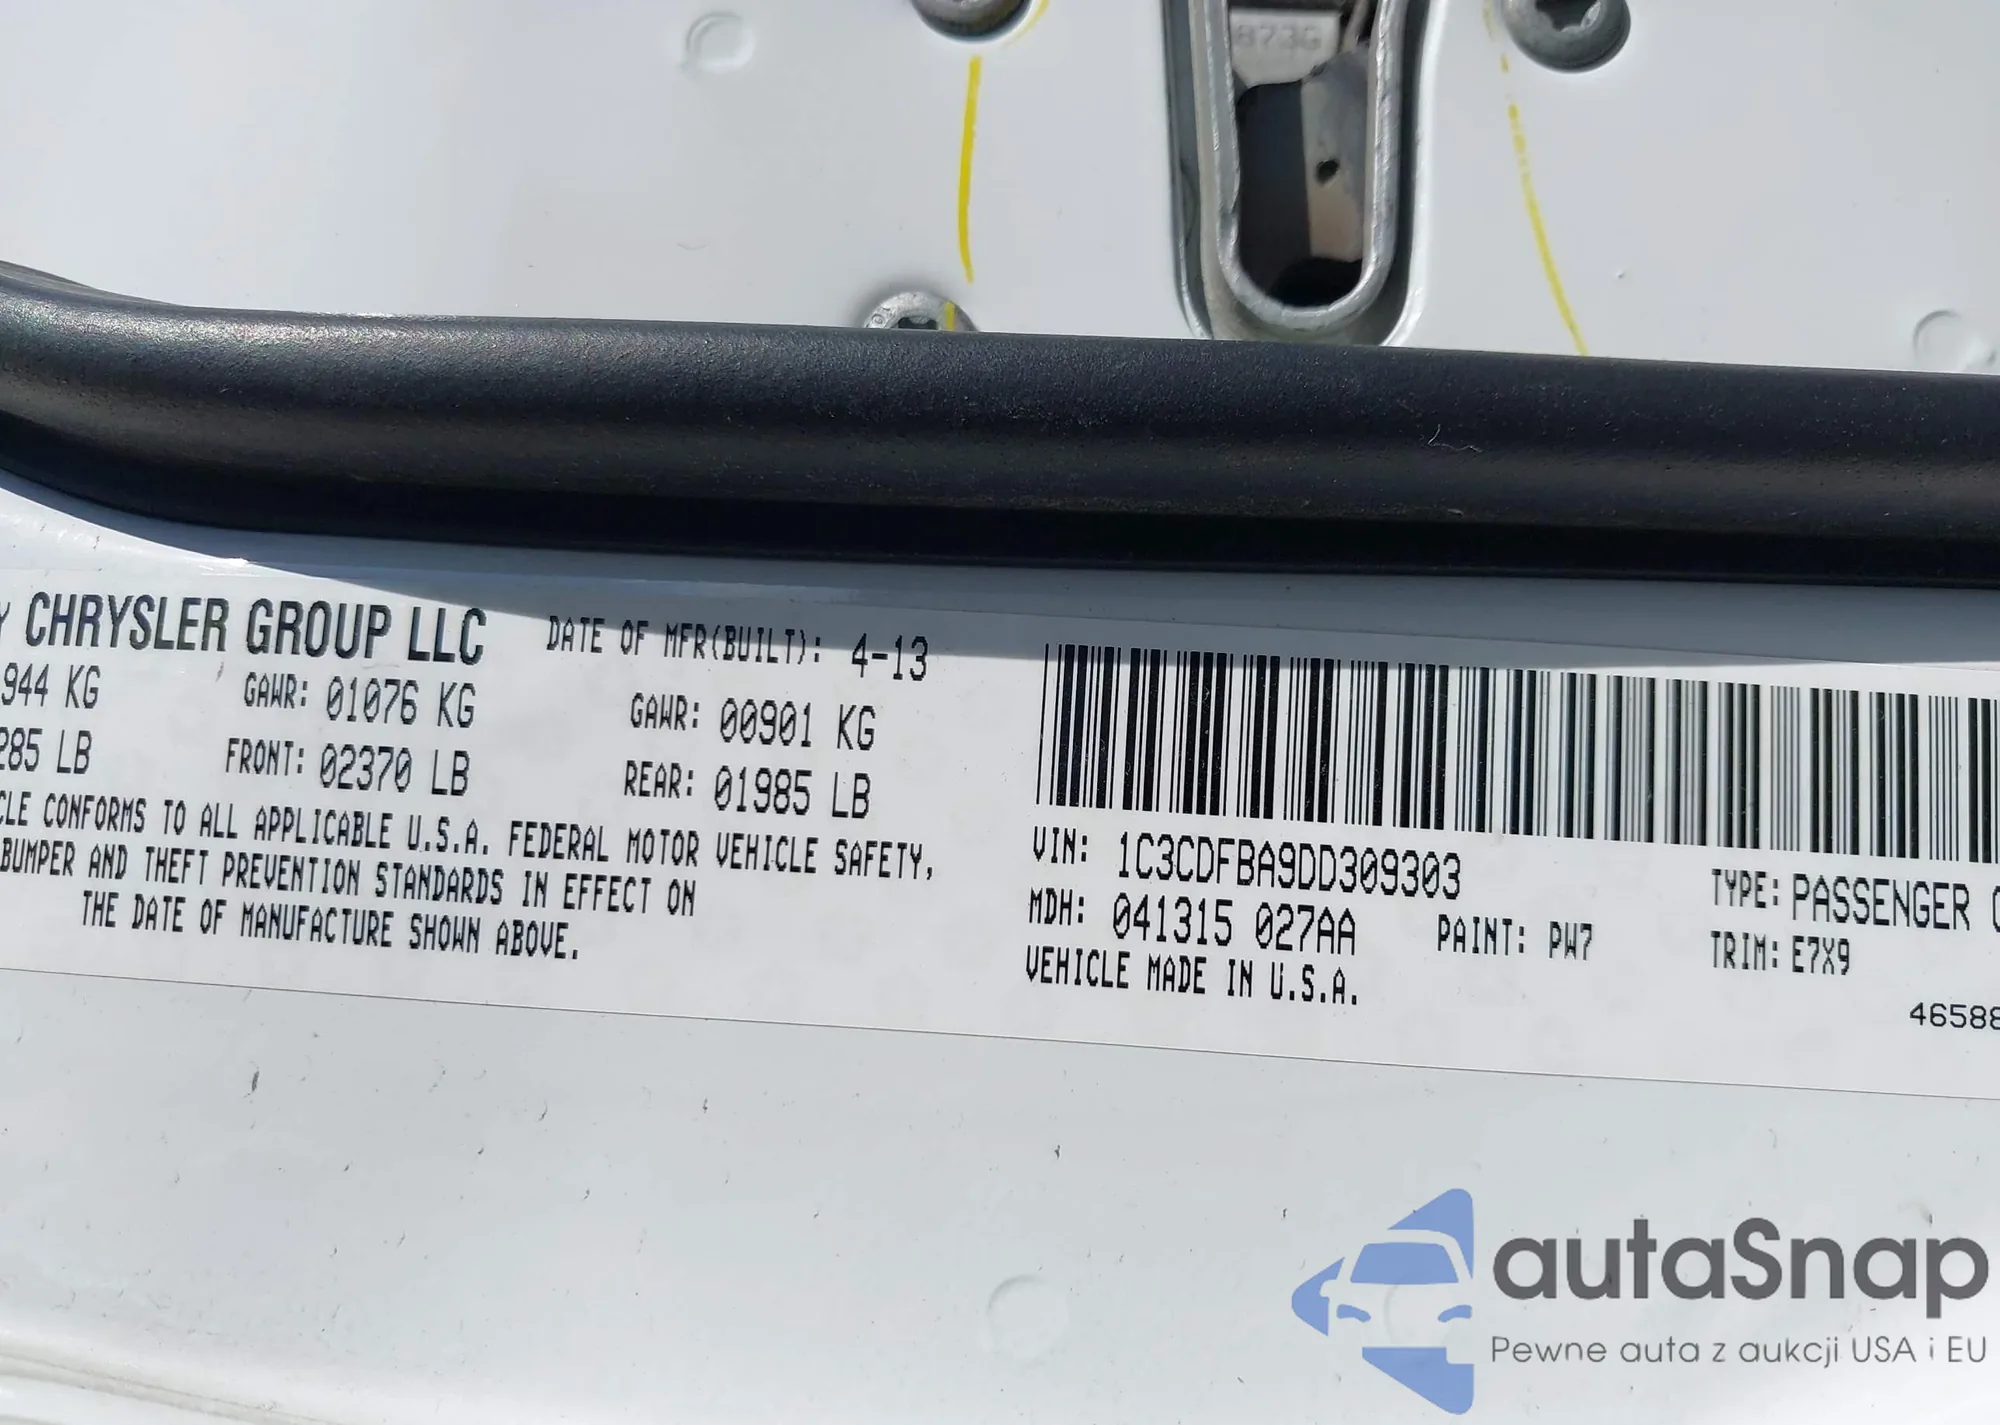 873G
CHRYSLER GROUP LLC DATE OF MFR(BUILT): 4-13
944 KG GAWR: 01076 KG GAWR: 00901 KG
285 LB FRONT: 02370 LB REAR: 01985 LB
CLE CONFORMS TO ALL APPLICABLE U.S.A. FEDERAL MOTOR VEHICLE SAFETY,
BUMPER AND THEFT PREVENTION STANDARDS IN EFFECT ON
THE DATE OF MANUFACTURE SHOWN ABOVE.
VIN: 1C3CDFBA9DD309303 TYPE: PASSENGER
MDH: 041315 027AA PAINT: PW7 TRIM: E7X9
VEHICLE MADE IN U.S.A.
46588
autaSnap
Pewne auta z aukcji USA i EU